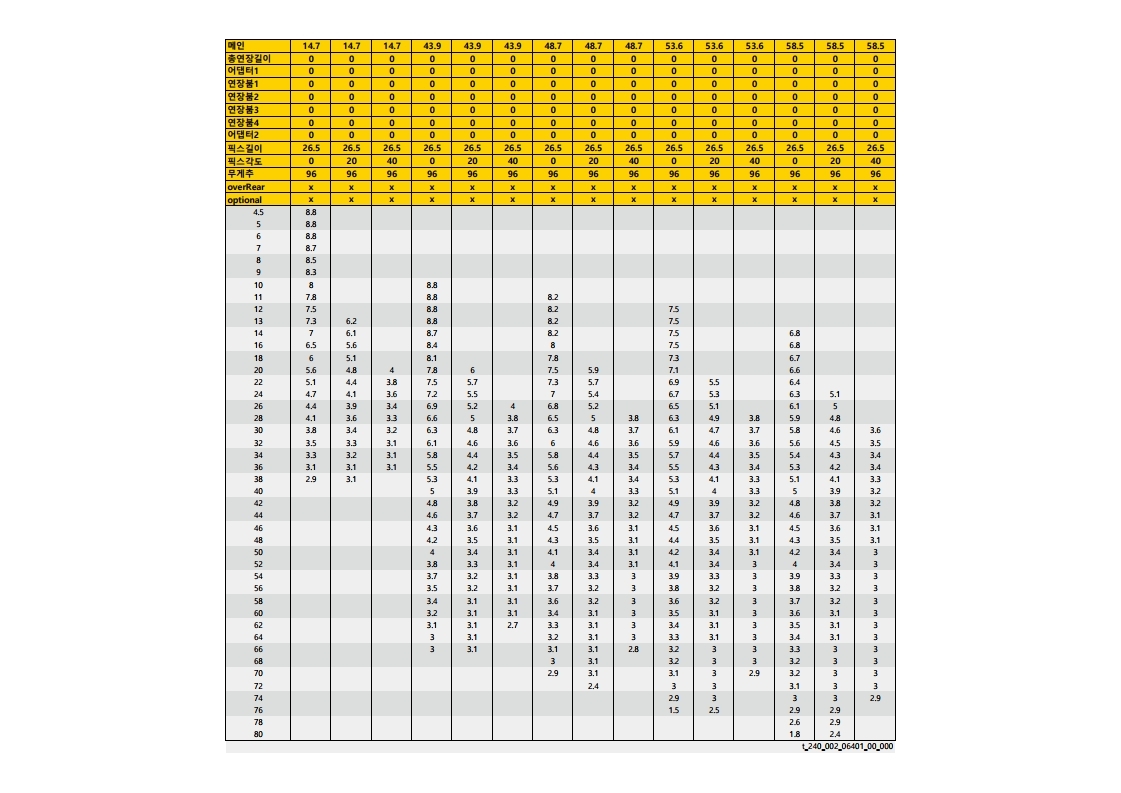 메인 14.7 14.7 14.7 43.9 43.9 43.9 48.7 48.7 48.7 53.6 53.6 53.6 58.5 58.5 58.5
총연장길이 0 0 0 0 0 0 0 0 0 0 0 0 0 0 0
어댑터1 0 0 0 0 0 0 0 0 0 0 0 0 0 0 0
연장붐1 0 0 0 0 0 0 0 0 0 0 0 0 0 0 0
연장붐2 0 0 0 0 0 0 0 0 0 0 0 0 0 0 0
연장붐3 0 0 0 0 0 0 0 0 0 0 0 0 0 0 0
연장붐4 0 0 0 0 0 0 0 0 0 0 0 0 0 0 0
어댑터2 0 0 0 0 0 0 0 0 0 0 0 0 0 0 0
픽스길이 26.5 26.5 26.5 26.5 26.5 26.5 26.5 26.5 26.5 26.5 26.5 26.5 26.5 26.5 26.5
픽스각도 0 20 40 0 20 40 0 20 40 0 20 40 0 20 40
무게추 96 96 96 96 96 96 96 96 96 96 96 96 96 96 96
overRear x x x x x x x x x x x x x x x
optional x x x x x x x x x x x x x x x
4.5 8.8
5 8.8
6 8.8
7 8.7
8 8.5
9 8.3
10 8 8.8
11 7.8 8.8 8.2
12 7.5 8.8 8.2 7.5
13 7.3 6.2 8.8 8.2 7.5
14 7 6.1 8.7 8.2 7.5 6.8
16 6.5 5.6 8.4 8 7.5 6.8
18 6 5.1 8.1 7.8 7.3 6.7
20 5.6 4.8 4 7.8 6 7.5 5.9 7.1 6.6
22 5.1 4.4 3.8 7.5 5.7 7.3 5.7 6.9 5.5 6.4
24 4.7 4.1 3.6 7.2 5.5 7 5.4 6.7 5.3 6.3 5.1
26 4.4 3.9 3.4 6.9 5.2 4 6.8 5.2 6.5 5.1 6.1 5
28 4.1 3.6 3.3 6.6 5 3.8 6.5 5 3.8 6.3 4.9 3.8 5.9 4.8
30 3.8 3.4 3.2 6.3 4.8 3.7 6.3 4.8 3.7 6.1 4.7 3.7 5.8 4.6 3.6
32 3.5 3.3 3.1 6.1 4.6 3.6 6 4.6 3.6 5.9 4.6 3.6 5.6 4.5 3.5
34 3.3 3.2 3.1 5.8 4.4 3.5 5.8 4.4 3.5 5.7 4.4 3.5 5.4 4.3 3.4
36 3.1 3.1 3.1 5.5 4.2 3.4 5.6 4.3 3.4 5.5 4.3 3.4 5.3 4.2 3.4
38 2.9 3.1 5.3 4.1 3.3 5.3 4.1 3.4 5.3 4.1 3.3 5.1 4.1 3.3
40 5 3.9 3.3 5.1 4 3.3 5.1 4 3.3 5 3.9 3.2
42 4.8 3.8 3.2 4.9 3.9 3.2 4.9 3.9 3.2 4.8 3.8 3.2
44 4.6 3.7 3.2 4.7 3.7 3.2 4.7 3.7 3.2 4.6 3.7 3.1
46 4.3 3.6 3.1 4.5 3.6 3.1 4.5 3.6 3.1 4.5 3.6 3.1
48 4.2 3.5 3.1 4.3 3.5 3.1 4.4 3.5 3.1 4.3 3.5 3.1
50 4 3.4 3.1 4.1 3.4 3.1 4.2 3.4 3.1 4.2 3.4 3
52 3.8 3.3 3.1 4 3.4 3.1 4.1 3.4 3 4 3.4 3
54 3.7 3.2 3.1 3.8 3.3 3 3.9 3.3 3 3.9 3.3 3
56 3.5 3.2 3.1 3.7 3.2 3 3.8 3.2 3 3.8 3.2 3
58 3.4 3.1 3.1 3.6 3.2 3 3.6 3.2 3 3.7 3.2 3
60 3.2 3.1 3.1 3.4 3.1 3 3.5 3.1 3 3.6 3.1 3
62 3.1 3.1 2.7 3.3 3.1 3 3.4 3.1 3 3.5 3.1 3
64 3 3.1 3.2 3.1 3 3.3 3.1 3 3.4 3.1 3
66 3 3.1 3.1 3.1 2.8 3.2 3 3 3.3 3 3
68 3 3.1 3.2 3 3 3.2 3 3
70 2.9 3.1 3.1 3 2.9 3.2 3 3
72 2.4 3 3 3.1 3 3
74 2.9 3 3 3 2.9
76 1.5 2.5 2.9 2.9
78 2.6 2.9
80 1.8 2.4
t_240_002_06401_00_000